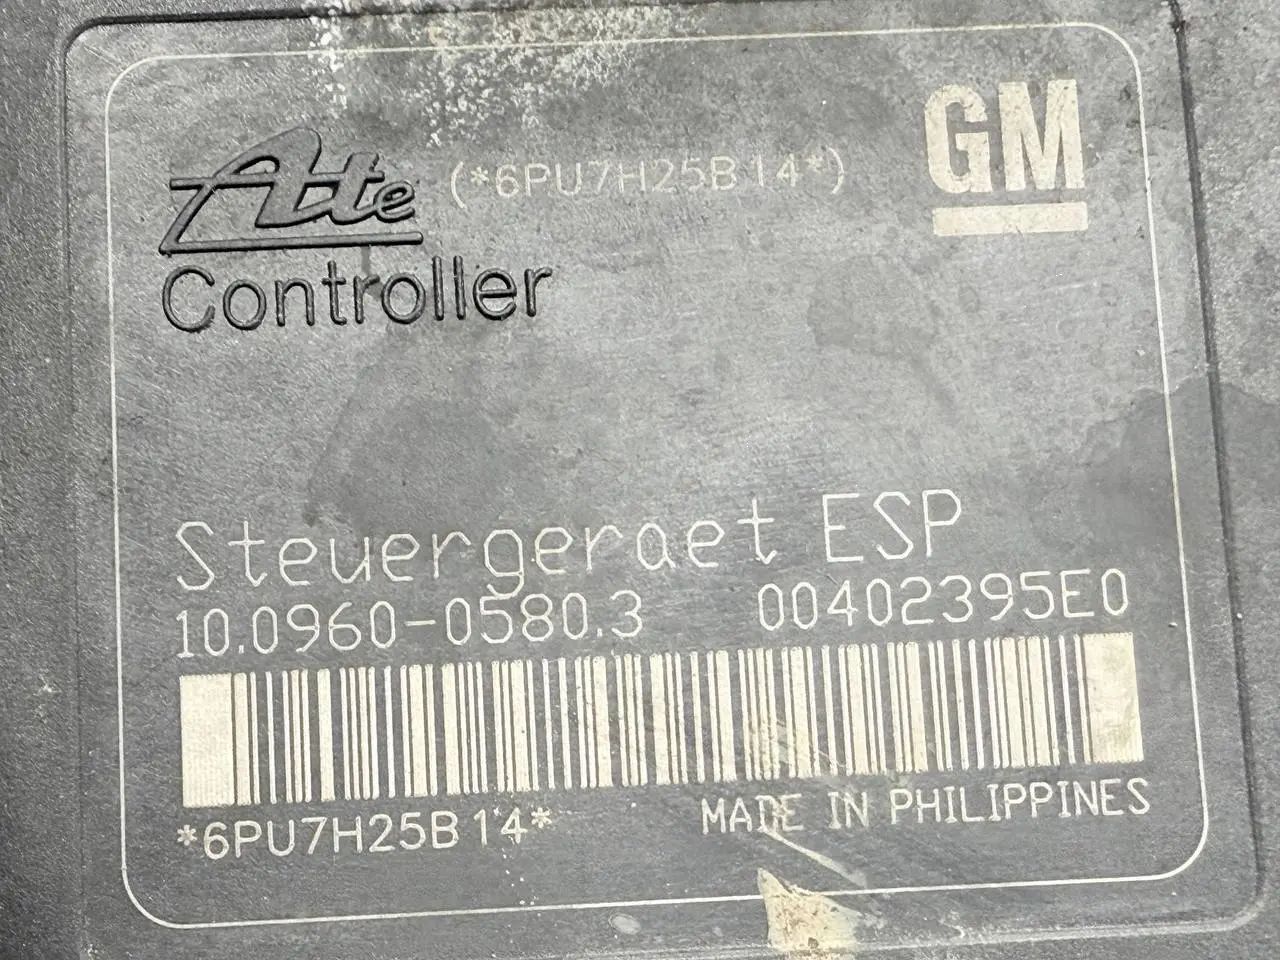 Ate (*6PU7H25B14*) GM
Controller
Steuergeraet ESP
10.0960-0580.3 00402395E0
*6PU7H25B14* MADE IN PHILIPPINES